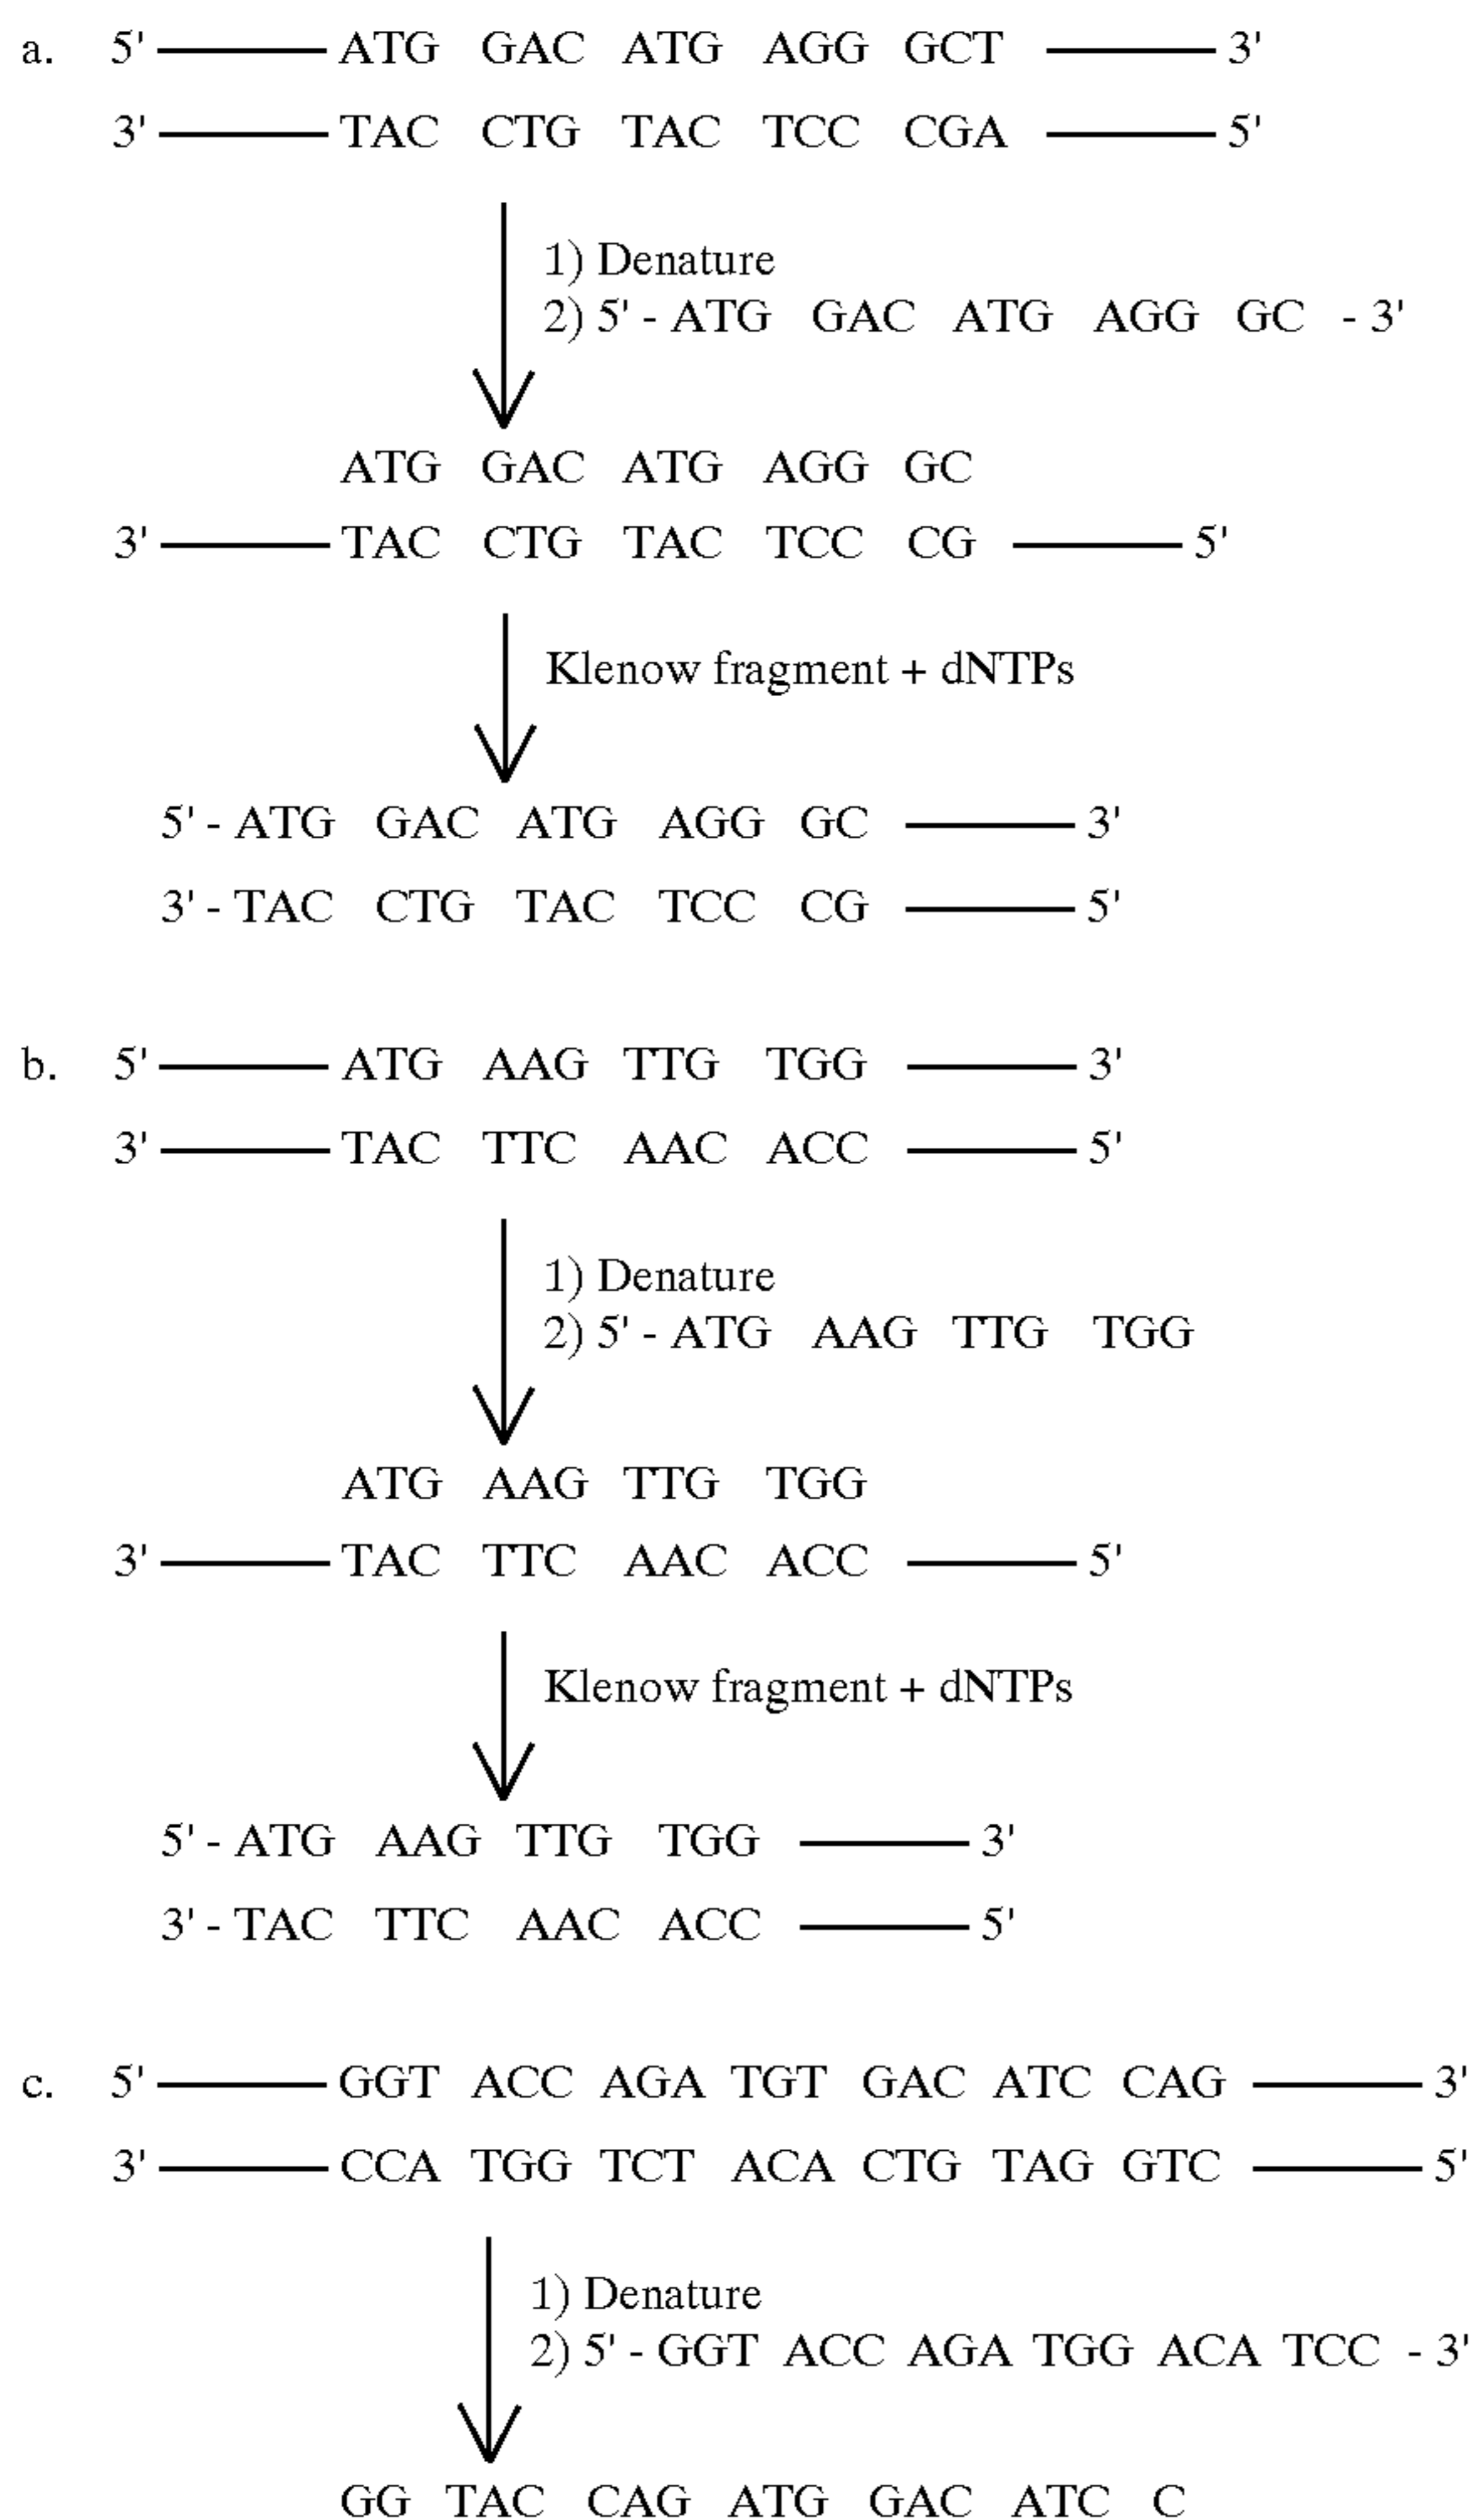 a. 5' ATG GAC ATG AGG GCT 3'
3' TAC CTG TAC TCC CGA 5'
1) Denature
2) 5' - ATG GAC ATG AGG GC - 3'
ATG GAC ATG AGG GC
3' TAC CTG TAC TCC CG 5'
Klenow fragment + dNTPs
5' - ATG GAC ATG AGG GC 3'
3' - TAC CTG TAC TCC CG 5'
b. 5' ATG AAG TTG TGG 3'
3' TAC TTC AAC ACC 5'
1) Denature
2) 5' - ATG AAG TTG TGG
ATG AAG TTG TGG
3' TAC TTC AAC ACC 5'
Klenow fragment + dNTPs
5' - ATG AAG TTG TGG 3'
3' - TAC TTC AAC ACC 5'
c. 5' GGT ACC AGA TGT GAC ATC CAG 3'
3' CCA TGG TCT ACA CTG TAG GTC 5'
1) Denature
2) 5' - GGT ACC AGA TGG ACA TCC - 3'
GG TAC CAG ATG GAC ATC C